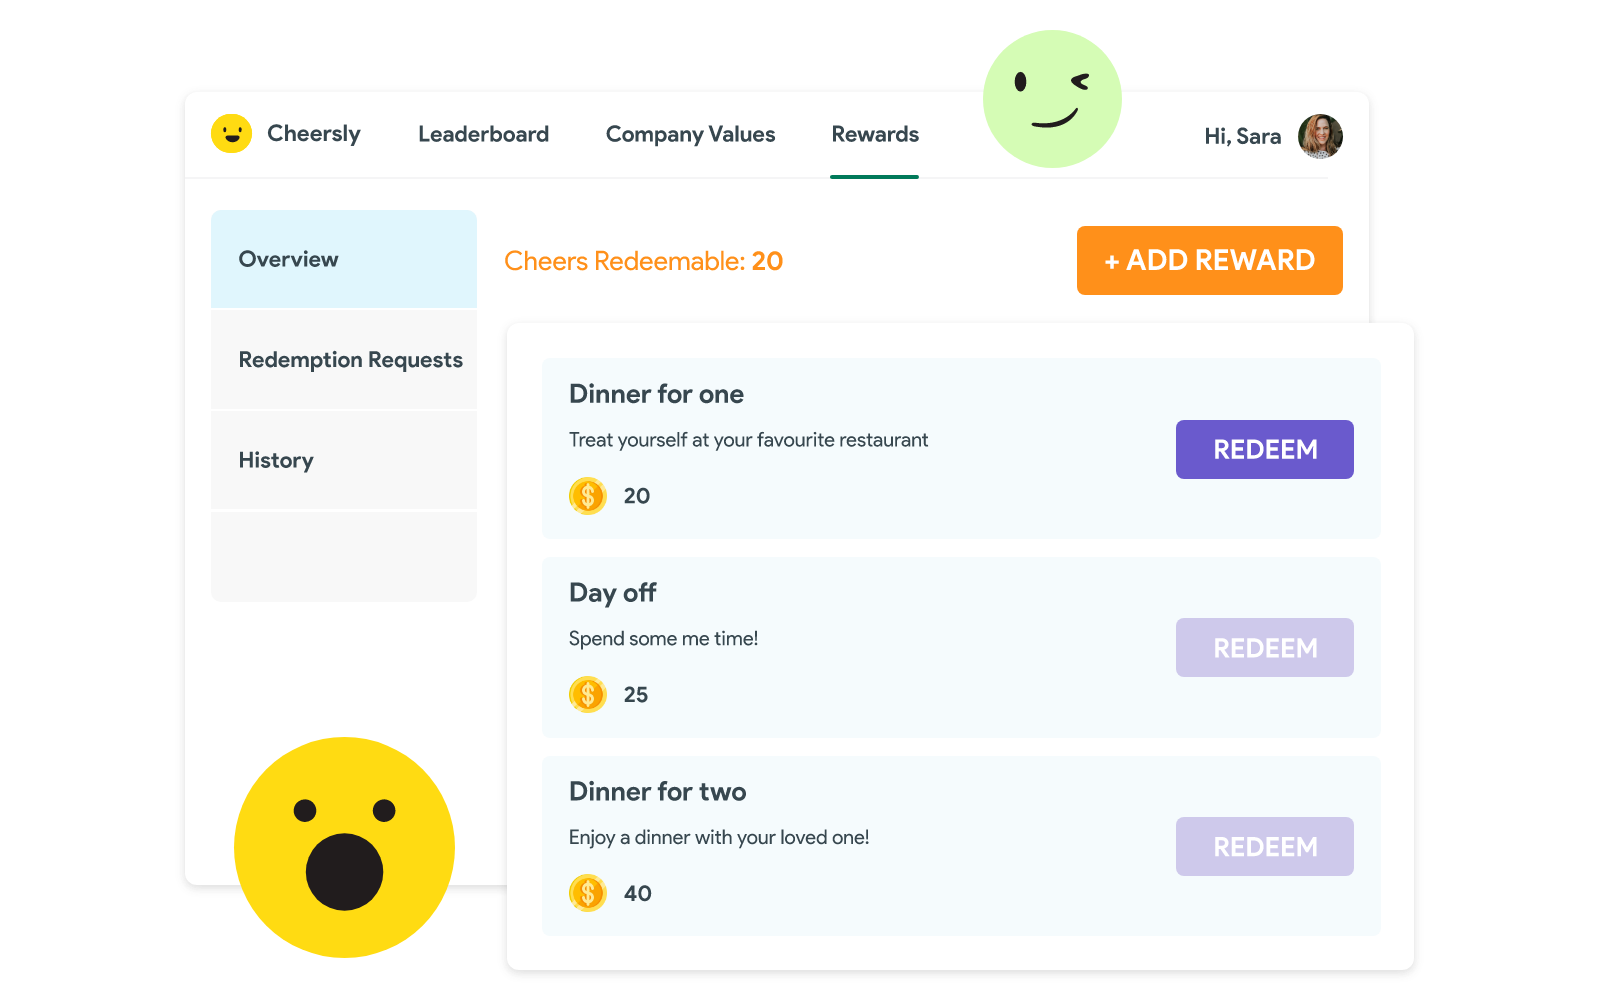 Cheersly
Leaderboard
Company Values
Rewards
Hi, Sara
Overview
Redemption Requests
History
Cheers Redeemable: 20
+ ADD REWARD
Dinner for one
Treat yourself at your favourite restaurant
$ 20
REDEEM
Day off
Spend some me time!
$ 25
REDEEM
Dinner for two
Enjoy a dinner with your loved one!
$ 40
REDEEM